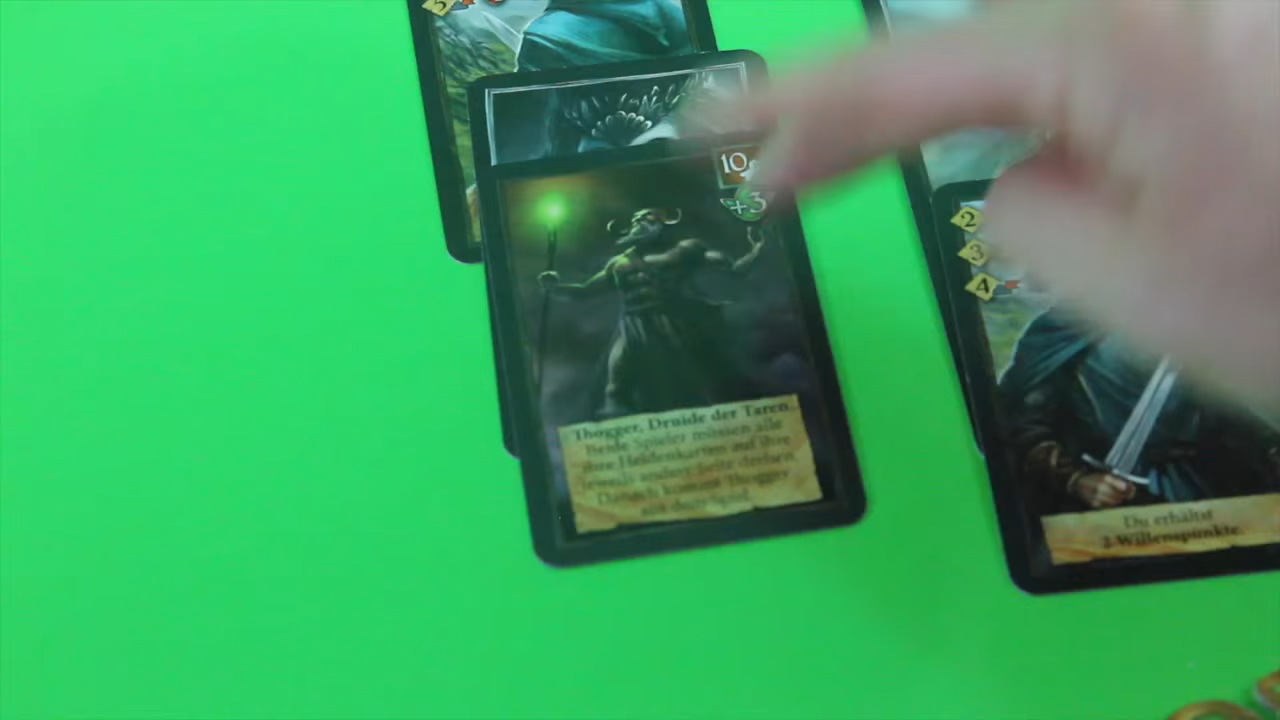 5
10
+3
2
3
4
Thogger, Druide der Taren.
Beide Spieler müssen alle
ihre Heldenkarten auf ihre
jeweils andere Seite drehen
Danach kommt Thogger
aus dem Spiel.
Du erhältst
2 Willenspunkte.